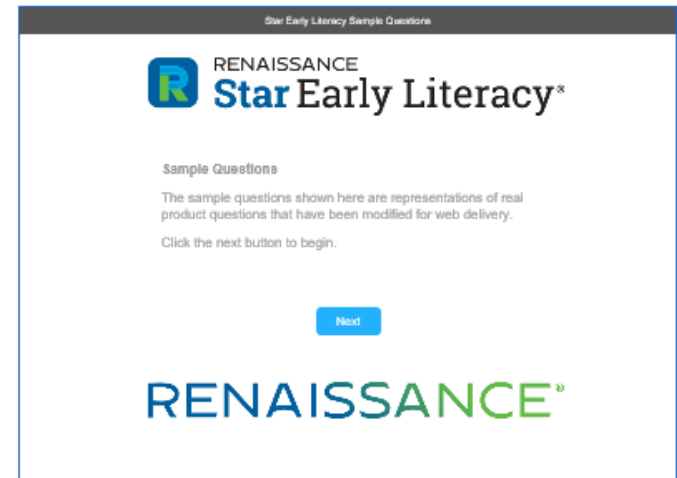 Star Early Literacy Sample Questions
RENAISSANCE
Star Early Literacy®
Sample Questions
The sample questions shown here are representations of real
product questions that have been modified for web delivery.
Click the next button to begin.
Next
RENAISSANCE®